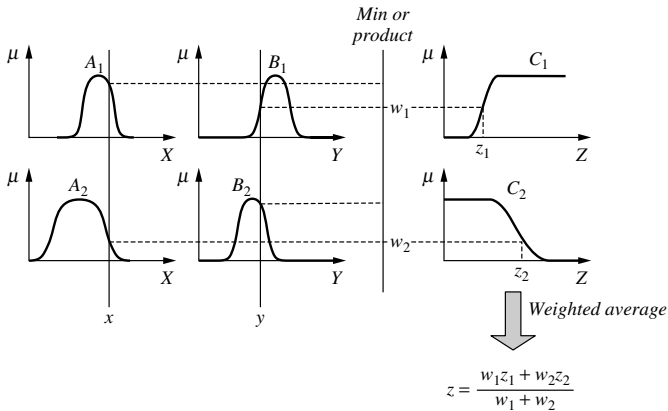 Min or
product
μ A₁ μ B₁ μ C₁
w₁
z₁
X Y Z
μ A₂ μ B₂ μ C₂
w₂
z₂
X Y Z
x y
Weighted average
z = (w₁z₁ + w₂z₂) / (w₁ + w₂)